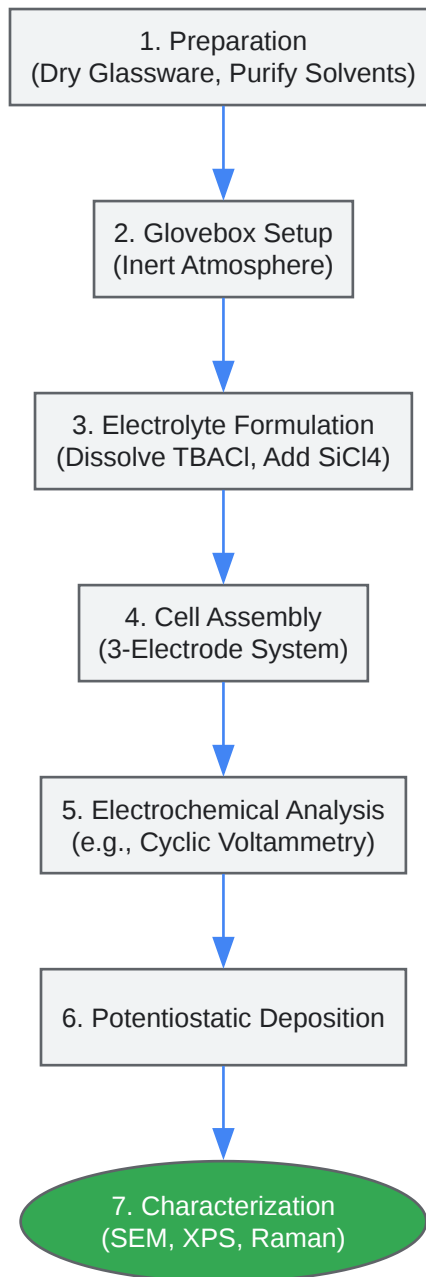 1. Preparation
(Dry Glassware, Purify Solvents)
2. Glovebox Setup
(Inert Atmosphere)
3. Electrolyte Formulation
(Dissolve TBACl, Add SiCl4)
4. Cell Assembly
(3-Electrode System)
5. Electrochemical Analysis
(e.g., Cyclic Voltammetry)
6. Potentiostatic Deposition
7. Characterization
(SEM, XPS, Raman)